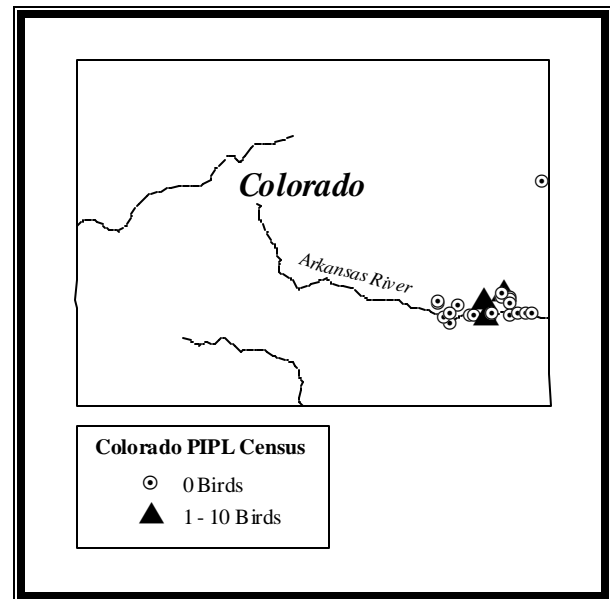 Colorado
Arkansas River
Colorado PIPL Census
0 Birds
1 - 10 Birds